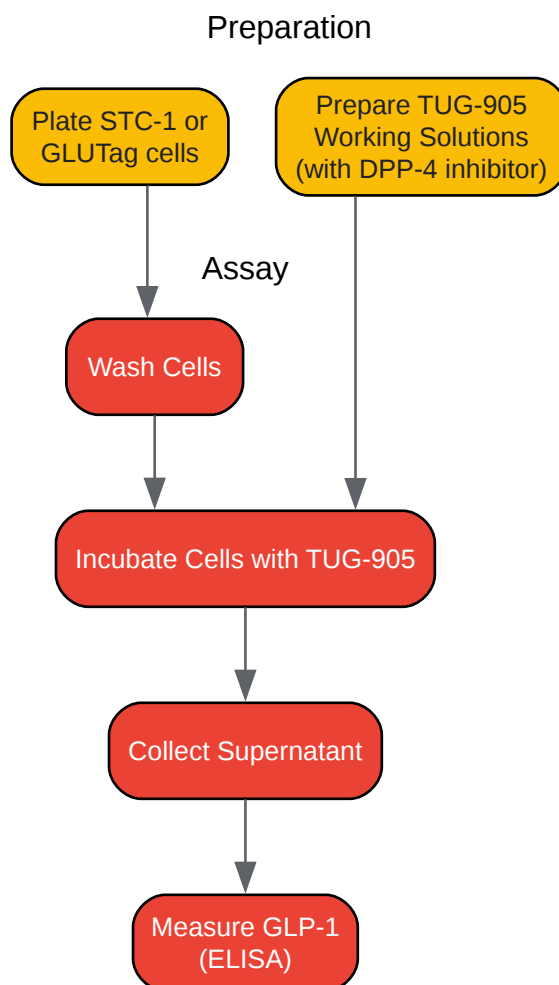 Preparation
Plate STC-1 or
GLUTag cells
Prepare TUG-905
Working Solutions
(with DPP-4 inhibitor)
Assay
Wash Cells
Incubate Cells with TUG-905
Collect Supernatant
Measure GLP-1
(ELISA)